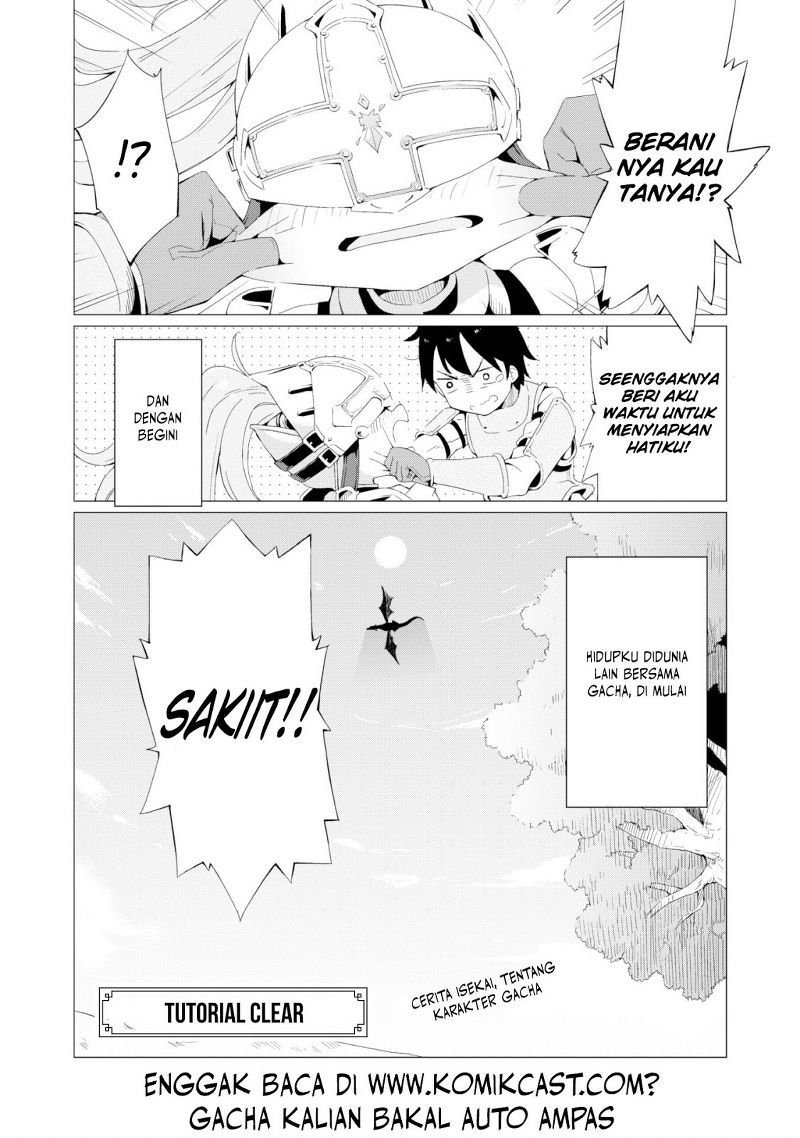 BERANI
NYA KAU
TANYA!?
!?
SEENGGAKNYA
BERI AKU
WAKTU UNTUK
MENYIAPKAN
HATIKU!
DAN
DENGAN
BEGINI
HIDUPKU DIDUNIA
LAIN BERSAMA
GACHA, DI MULAI
SAKIIT!!
CERITA ISEKAI, TENTANG
KARAKTER GACHA
TUTORIAL CLEAR
ENGGAK BACA DI WWW.KOMIKCAST.COM?
GACHA KALIAN BAKAL AUTO AMPAS